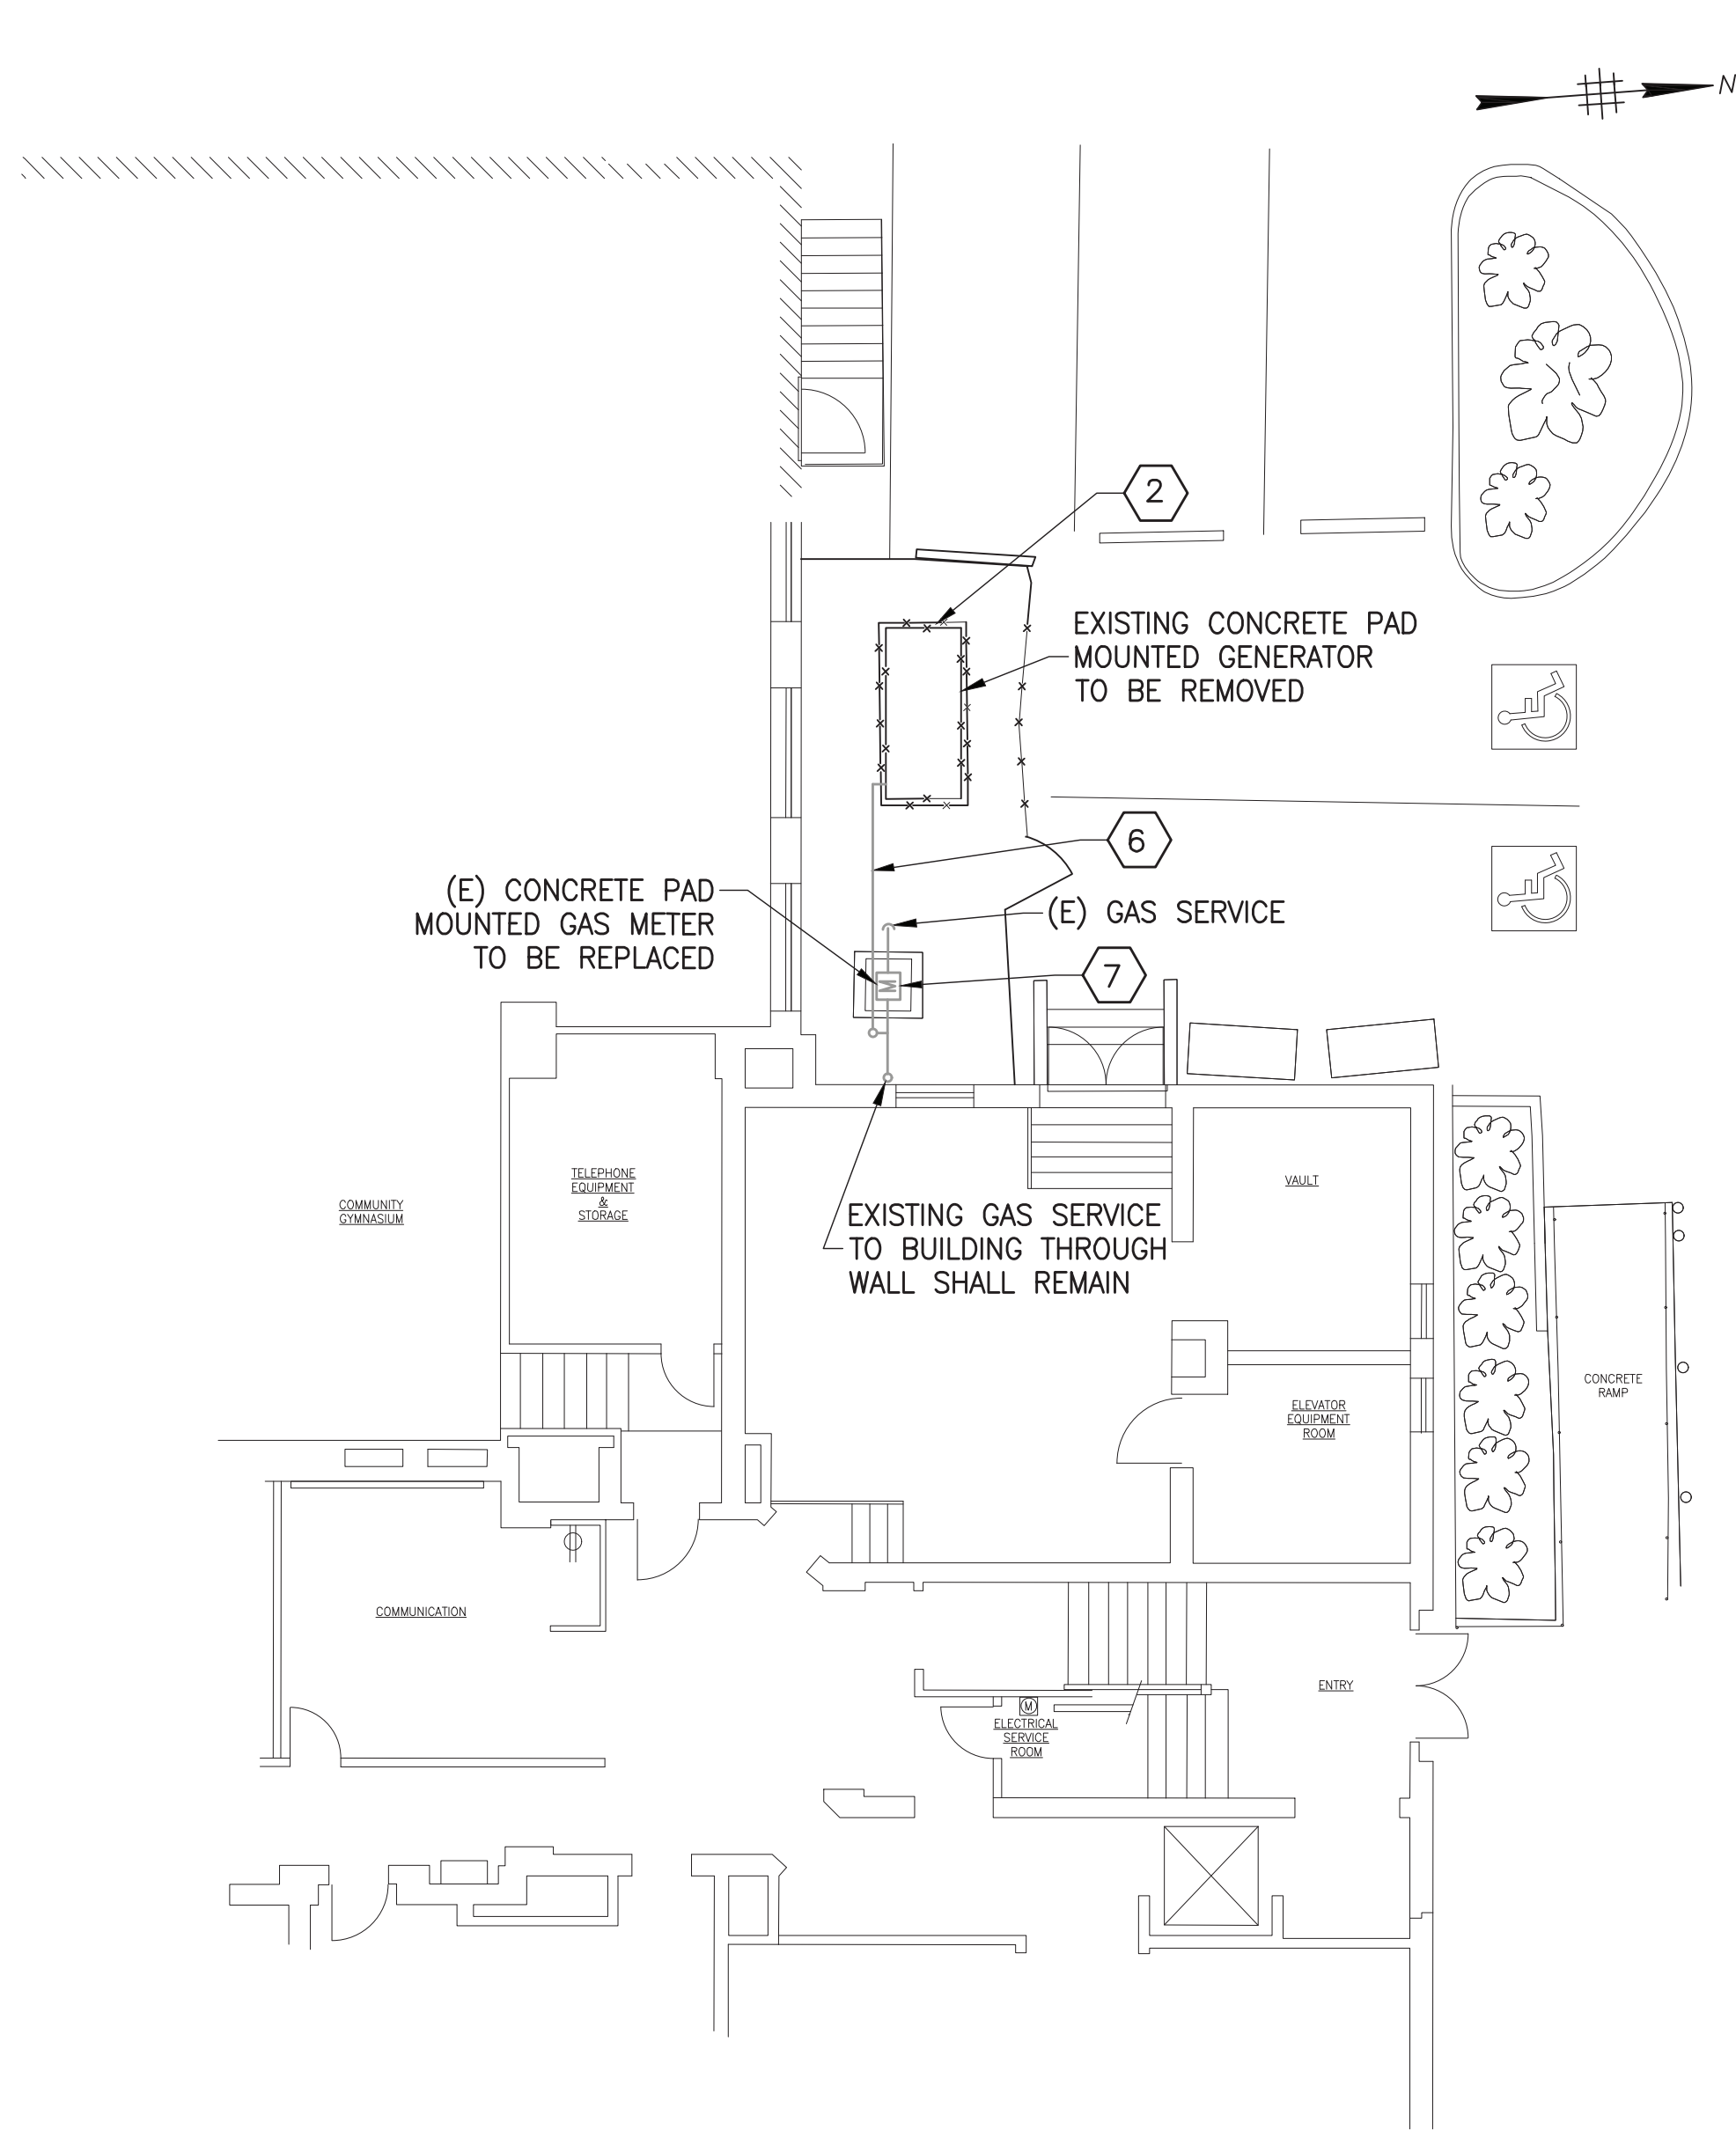 N
2
EXISTING CONCRETE PAD
MOUNTED GENERATOR
TO BE REMOVED
6
(E) CONCRETE PAD
MOUNTED GAS METER
TO BE REPLACED
(E) GAS SERVICE
7
M
TELEPHONE
EQUIPMENT
&
STORAGE
COMMUNITY
GYMNASIUM
VAULT
EXISTING GAS SERVICE
TO BUILDING THROUGH
WALL SHALL REMAIN
CONCRETE
RAMP
ELEVATOR
EQUIPMENT
ROOM
COMMUNICATION
ENTRY
M
ELECTRICAL
SERVICE
ROOM